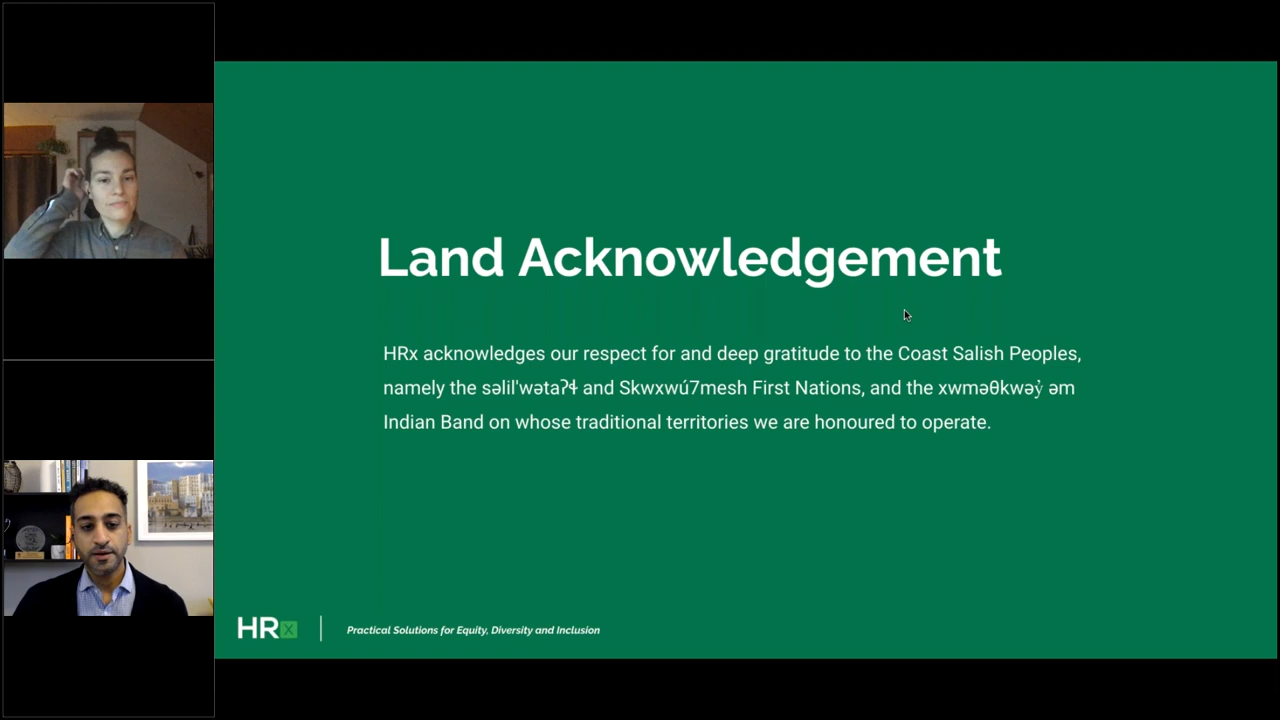 Land Acknowledgement
HRx acknowledges our respect for and deep gratitude to the Coast Salish Peoples,
namely the səlil'wətaʔɬ and Skwxwú7mesh First Nations, and the xwməθkwəy̓ əm
Indian Band on whose traditional territories we are honoured to operate.
HRX
Practical Solutions for Equity, Diversity and Inclusion